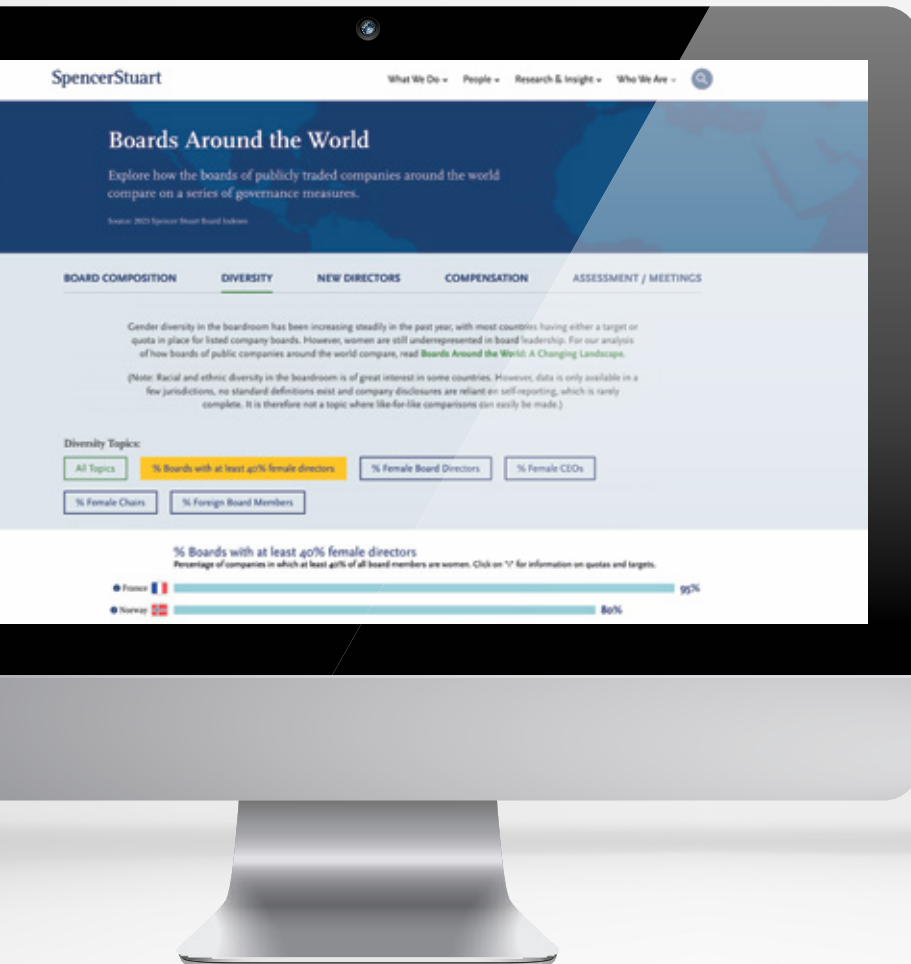 SpencerStuart
What We Do People Research & Insight Who We Are
Boards Around the World
Explore how the boards of publicly traded companies around the world
compare on a series of governance measures.
Source: 2023 Spencer Stuart Board Indexes
BOARD COMPOSITION DIVERSITY NEW DIRECTORS COMPENSATION ASSESSMENT / MEETINGS
Gender diversity in the boardroom has been increasing steadily in the past year, with most countries having either a target or
quota in place for listed company boards. However, women are still underrepresented in board leadership. For our analysis
of how boards of public companies around the world compare, read Boards Around the World: A Changing Landscape.
(Note: Racial and ethnic diversity in the boardroom is of great interest in some countries. However, data is only available in a
few jurisdictions, no standard definitions exist and company disclosures are reliant on self-reporting, which is rarely
complete. It is therefore not a topic where like-for-like comparisons can easily be made.)
Diversity Topics:
All Topics % Boards with at least 40% female directors % Female Board Directors % Female CEOs
% Female Chairs % Foreign Board Members
% Boards with at least 40% female directors
Percentage of companies in which at least 40% of all board members are women. Click on "i" for information on quotas and targets.
France 95%
Norway 80%